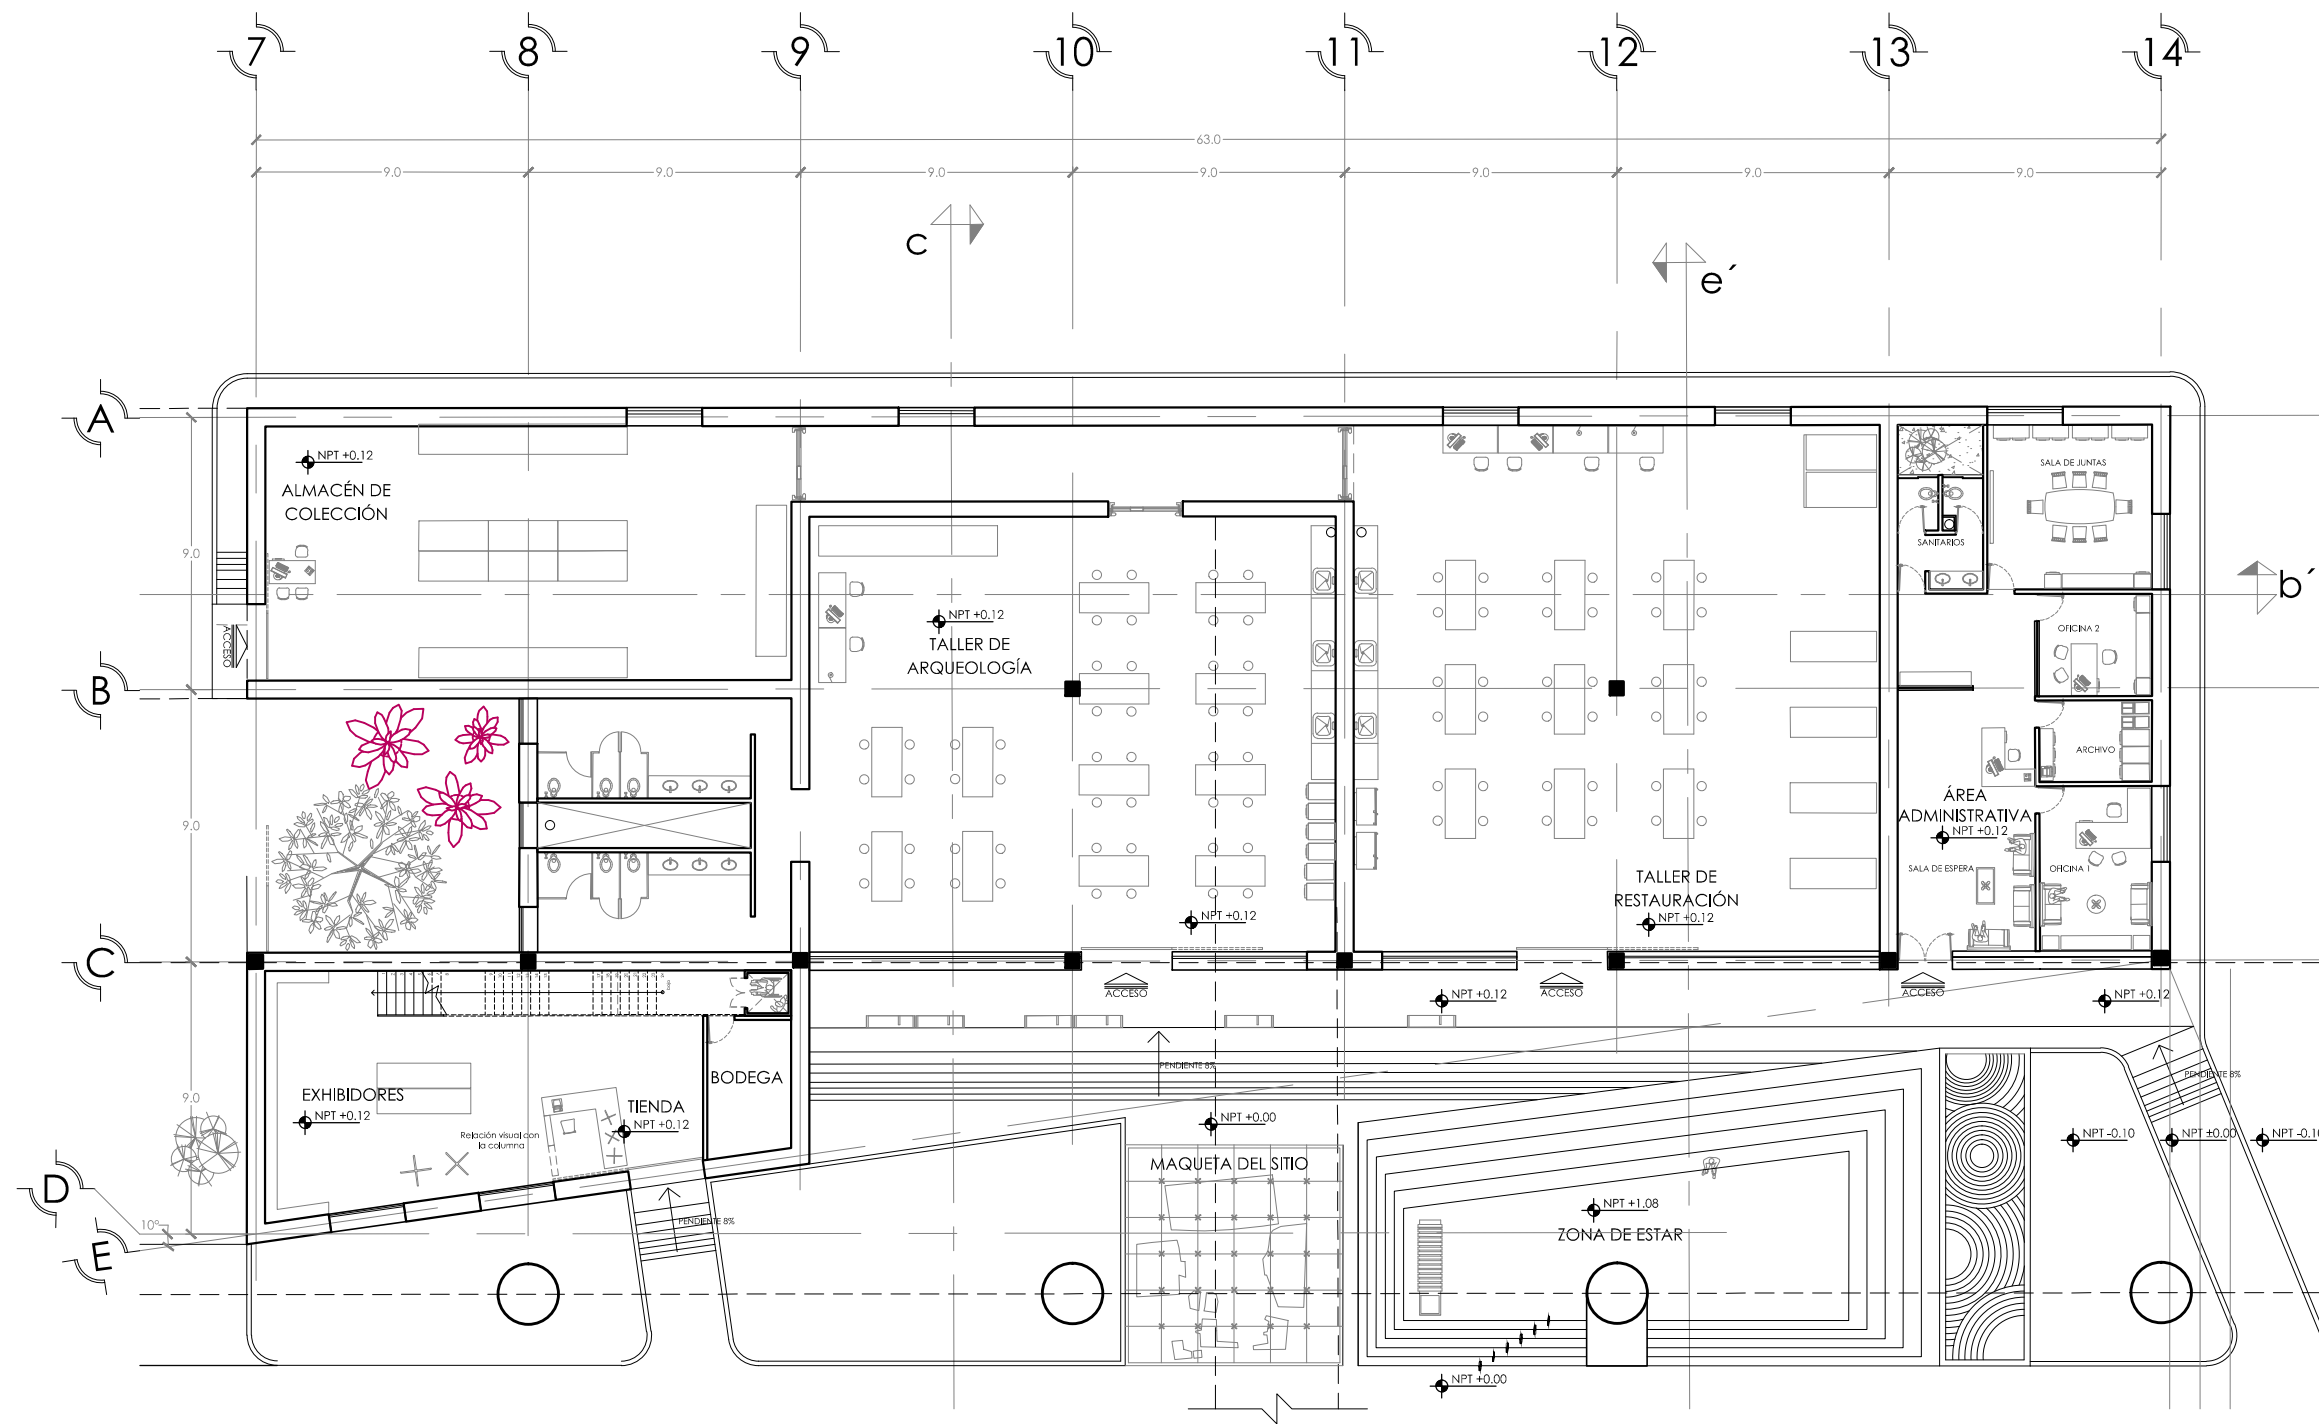 7 8 9 10 11 12 13 14
63.0
9.0 9.0 9.0 9.0 9.0 9.0 9.0
c
e´
A
NPT +0.12
ALMACÉN DE
COLECCIÓN
SALA DE JUNTAS
SANITARIOS
9.0
b´
NPT +0.12
TALLER DE
ARQUEOLOGÍA
OFICINA 2
ACCESO
B
ARCHIVO
ÁREA
ADMINISTRATIVA
NPT +0.12
9.0
SALA DE ESPERA
OFICINA 1
TALLER DE
RESTAURACIÓN
NPT +0.12
NPT +0.12
C
ACCESO
ACCESO
ACCESO
NPT +0.12
NPT +0.12
PENDIENTE 8%
PENDIENTE 8%
BODEGA
EXHIBIDORES
NPT +0.12
TIENDA
NPT +0.12
9.0
Relación visual con
la columna
NPT +0.00
NPT -0.10
NPT ±0.00
NPT -0.10
MAQUETA DEL SITIO
D
NPT +1.08
ZONA DE ESTAR
PENDIENTE 8%
10°
E
NPT +0.00